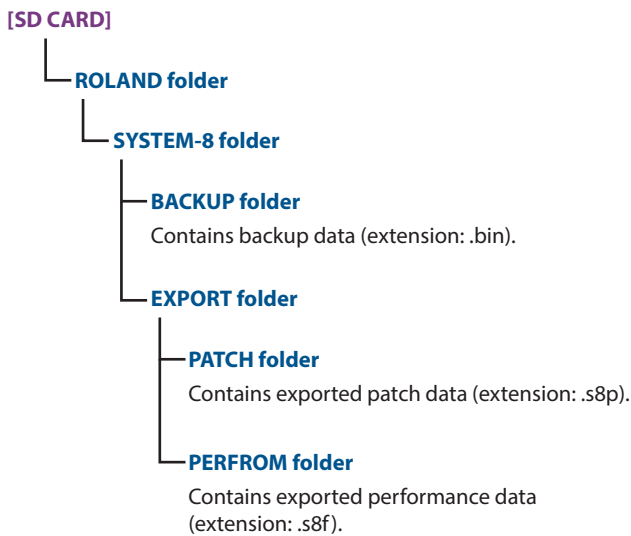 [SD CARD]
ROLAND folder
SYSTEM-8 folder
BACKUP folder
Contains backup data (extension: .bin).
EXPORT folder
PATCH folder
Contains exported patch data (extension: .s8p).
PERFROM folder
Contains exported performance data
(extension: .s8f).